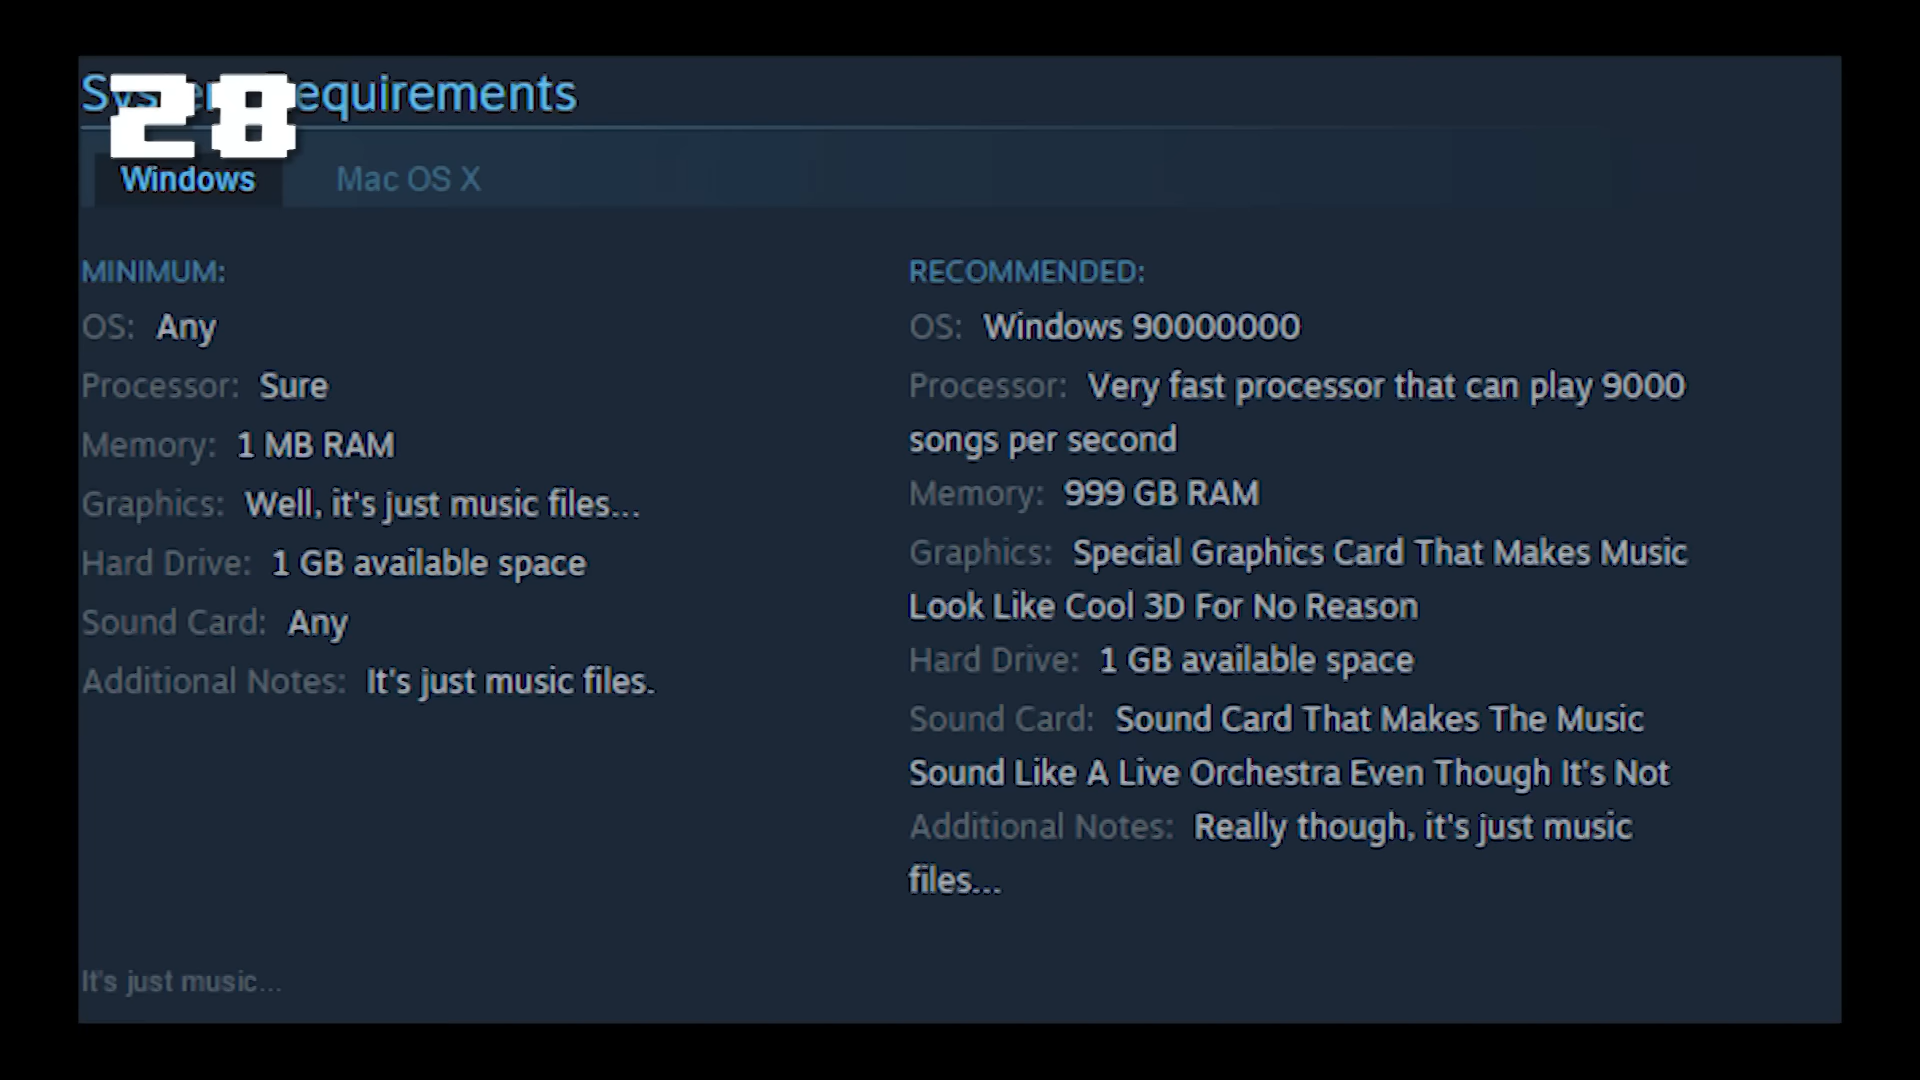 28
System Requirements
Windows
Mac OS X
MINIMUM:
OS: Any
Processor: Sure
Memory: 1 MB RAM
Graphics: Well, it's just music files...
Hard Drive: 1 GB available space
Sound Card: Any
Additional Notes: It's just music files.
RECOMMENDED:
OS: Windows 90000000
Processor: Very fast processor that can play 9000
songs per second
Memory: 999 GB RAM
Graphics: Special Graphics Card That Makes Music
Look Like Cool 3D For No Reason
Hard Drive: 1 GB available space
Sound Card: Sound Card That Makes The Music
Sound Like A Live Orchestra Even Though It's Not
Additional Notes: Really though, it's just music
files...
It's just music...